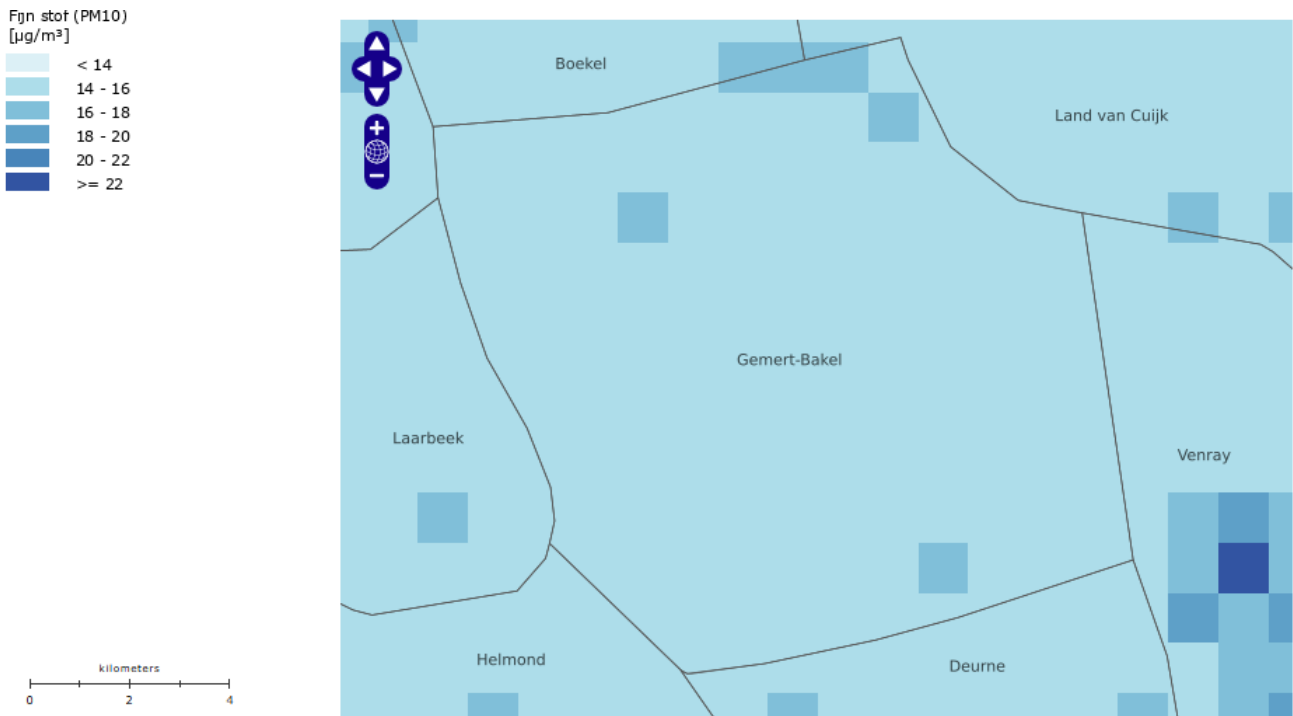 Fijn stof (PM10)
[µg/m³]
< 14
14 - 16
16 - 18
18 - 20
20 - 22
>= 22
Boekel
Land van Cuijk
Gemert-Bakel
Laarbeek
Venray
Helmond
Deurne
kilometers
0 2 4